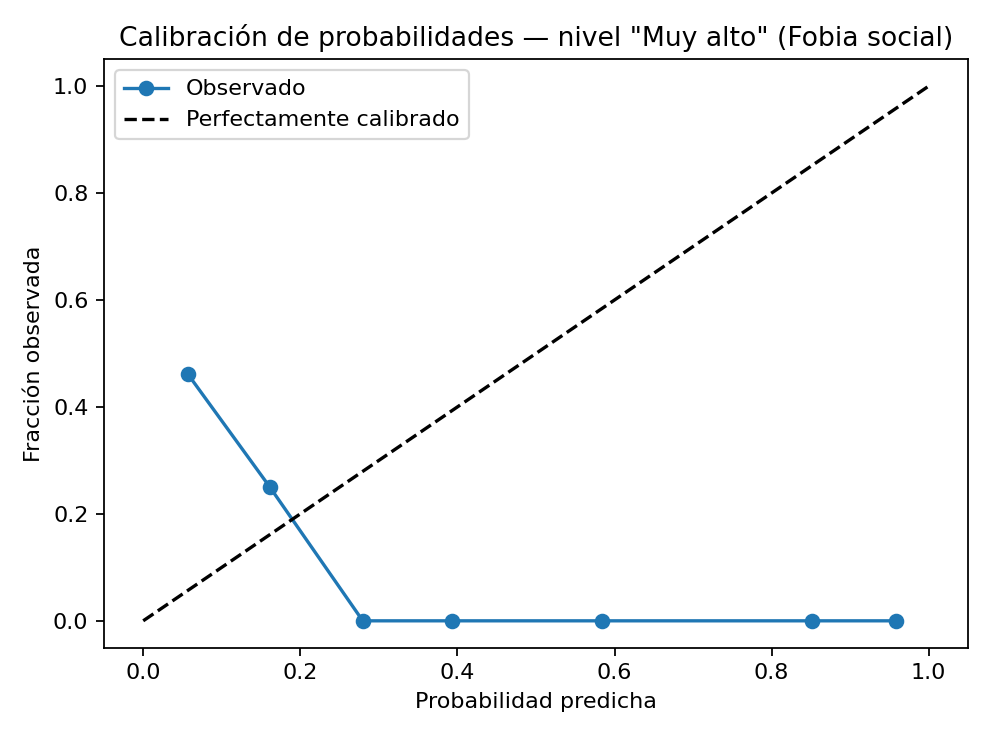 Calibración de probabilidades — nivel "Muy alto" (Fobia social)
Observado
Perfectamente calibrado
Fracción observada
1.0
0.8
0.6
0.4
0.2
0.0
0.0 0.2 0.4 0.6 0.8 1.0
Probabilidad predicha